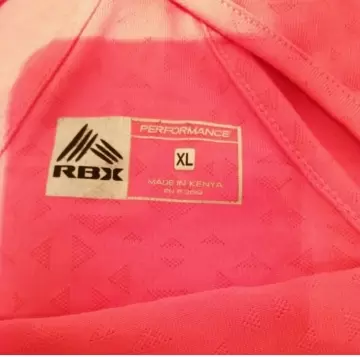 PERFORMANCE
XL
RBX
MADE IN KENYA